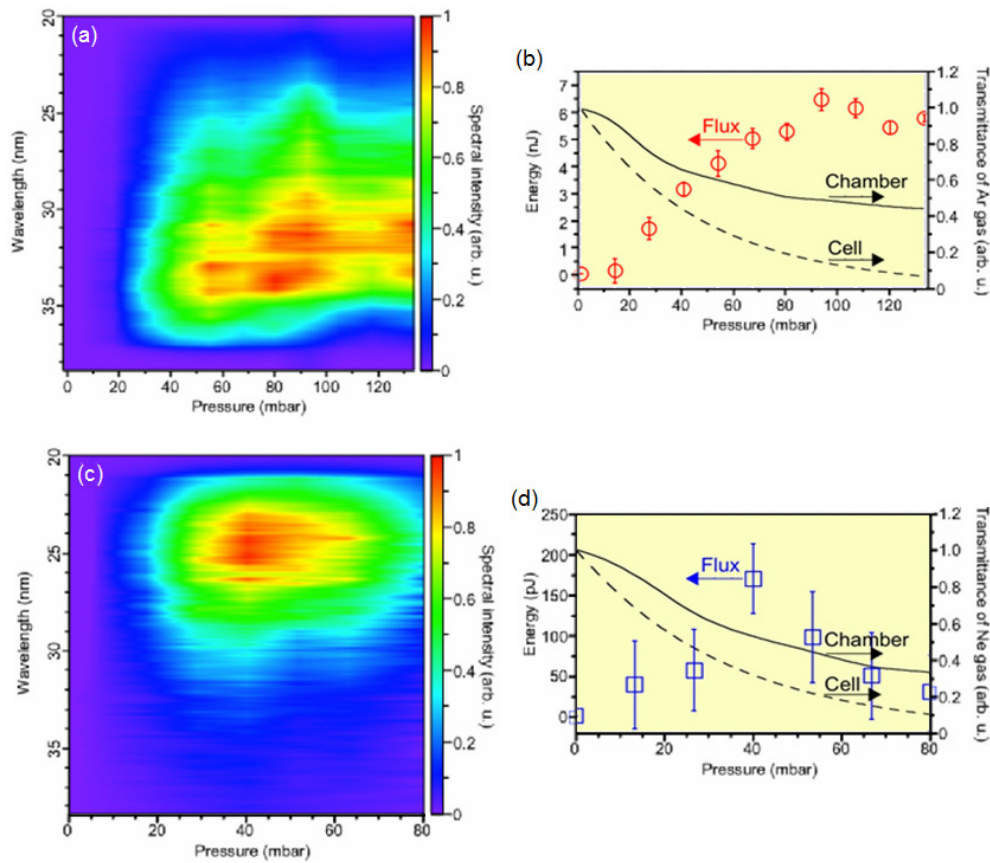 (a)
20
25
30
35
Wavelength (nm)
0 20 40 60 80 100 120
Pressure (mbar)
1
0.8
0.6
0.4
0.2
0
Spectral intensity (arb. u.)
(b)
7
6
5
4
3
2
1
0
Energy (nJ)
Flux
Chamber
Cell
1.2
1.0
0.8
0.6
0.4
0.2
0
Transmittance of Ar gas (arb. u.)
0 20 40 60 80 100 120
Pressure (mbar)
(c)
20
25
30
35
Wavelength (nm)
0 20 40 60 80
Pressure (mbar)
1
0.8
0.6
0.4
0.2
0
Spectral intensity (arb. u.)
(d)
250
200
150
100
50
0
Energy (pJ)
Flux
Chamber
Cell
1.2
1.0
0.8
0.6
0.4
0.2
0
Transmittance of Ne gas (arb. u.)
0 20 40 60 80
Pressure (mbar)